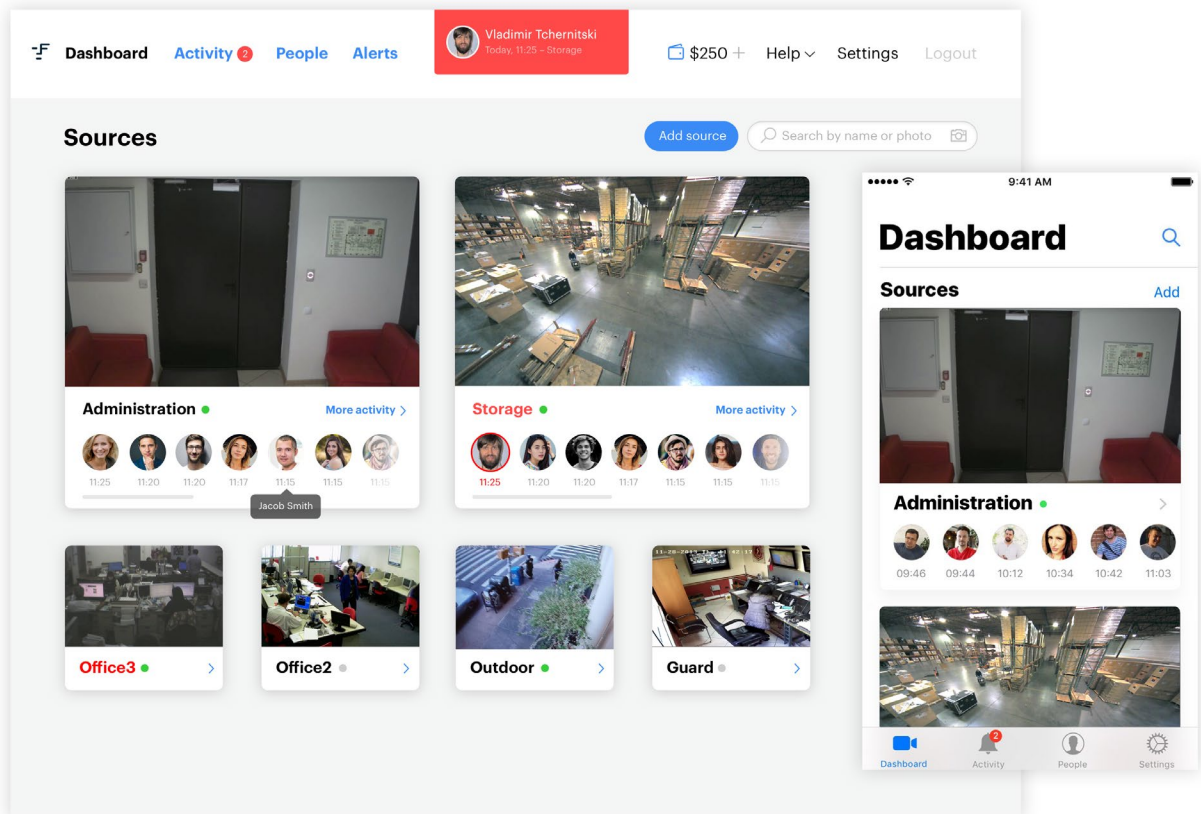 Dashboard
Activity 2
People
Alerts
Vladimir Tchernitski
Today, 11:25 – Storage
$250 +
Help
Settings
Logout
Sources
Add source
Search by name or photo
Administration
More activity
11:25 11:20 11:20 11:17 11:15 11:15 11:15
Jacob Smith
Storage
More activity
11:25 11:20 11:20 11:17 11:15 11:15 11:15
Office3
Office2
Outdoor
Guard
9:41 AM
Dashboard
Sources
Add
Administration
09:46 09:44 10:12 10:34 10:42 11:03
2
Dashboard
Activity
People
Settings